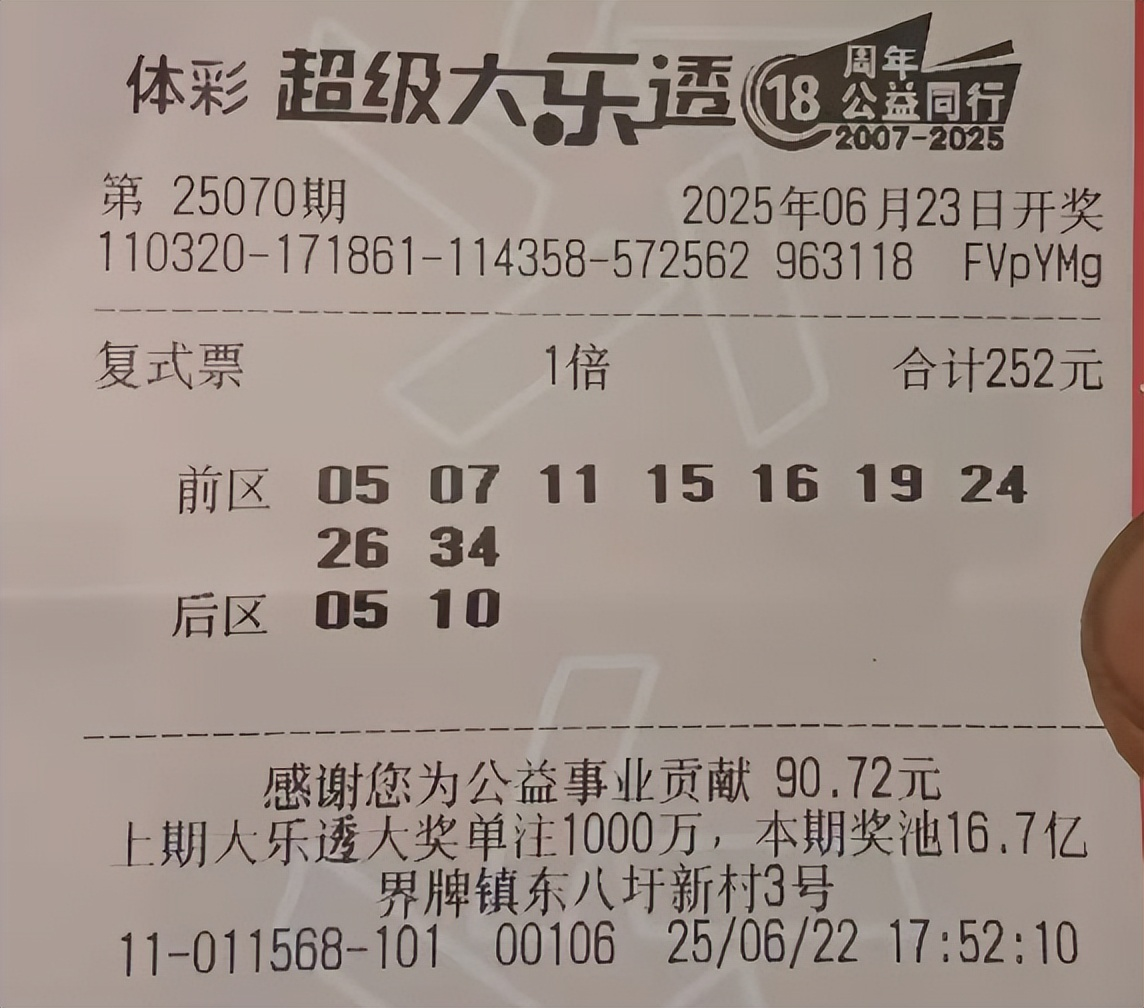 体彩 超级大乐透 18 周年 公益同行 2007-2025
第 25070期 2025年06月23日开奖
110320-171861-114358-572562 963118 FVpYMg
复式票 1倍 合计252元
前区 05 07 11 15 16 19 24
26 34
后区 05 10
感谢您为公益事业贡献 90.72元
上期大乐透大奖单注1000万，本期奖池16.7亿
界牌镇东八圩新村3号
11-011568-101 00106 25/06/22 17:52:10